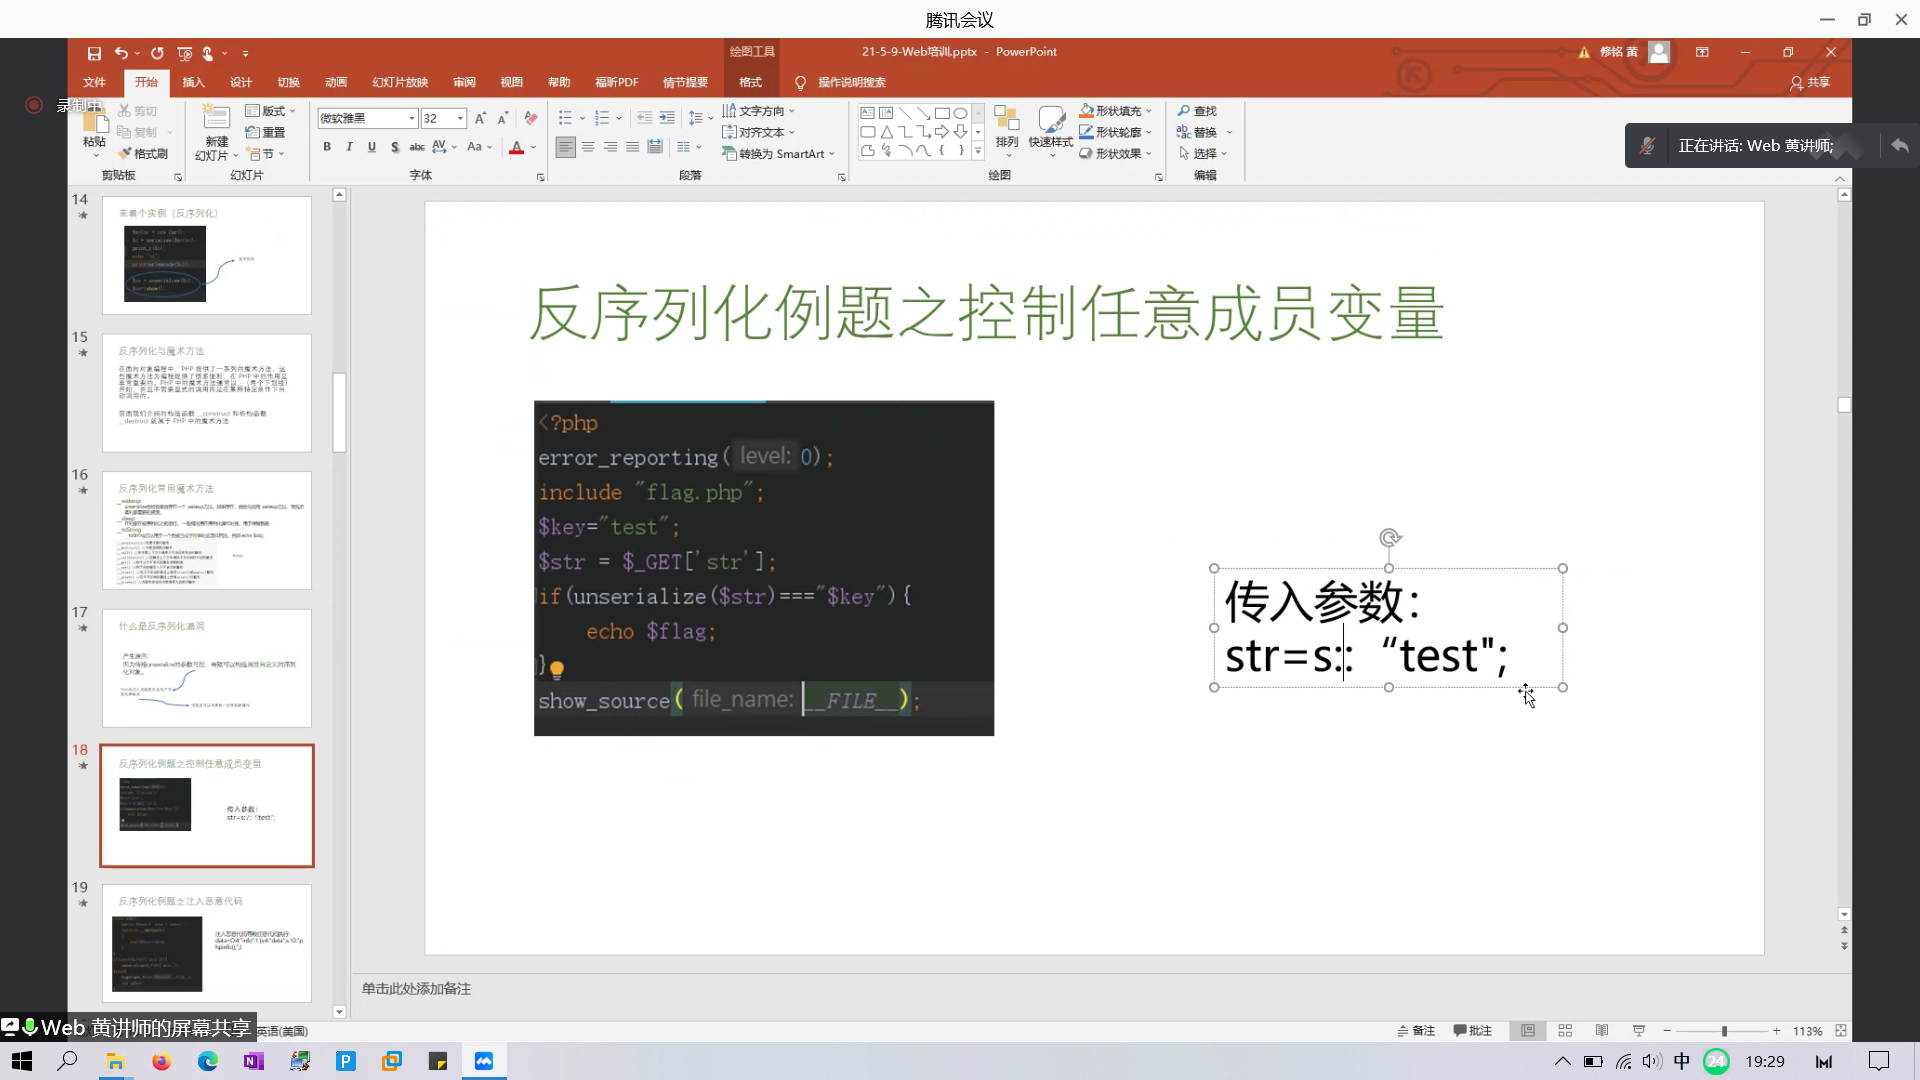 腾讯会议
绘图工具
21-5-9-Web培训.pptx - PowerPoint
修铭 黄
文件 开始 插入 设计 切换 动画 幻灯片放映 审阅 视图 帮助 福昕PDF 情节提要 格式 操作说明搜索
共享
录制中
粘贴
剪切
复制
格式刷
剪贴板
新建
幻灯片
版式
重置
节
幻灯片
微软雅黑 32
B I U S abc AV Aa A
字体
文字方向
对齐文本
转换为 SmartArt
段落
排列
快速样式
形状填充
形状轮廓
形状效果
绘图
查找
替换
选择
编辑
正在讲话: Web 黄讲师;
14
来看个实例（反序列化）
15
反序列化与魔术方法
16
反序列化常用魔术方法
17
什么是反序列化漏洞
18
反序列化例题之控制任意成员变量
传入参数：
19
反序列化例题之注入恶意代码
反序列化例题之控制任意成员变量
<?php
error_reporting( level: 0);
include "flag.php";
$key="test";
$str = $_GET['str'];
if(unserialize($str)==="$key"){
echo $flag;
}
show_source( file_name: __FILE__);
传入参数：
str=s::“test";
单击此处添加备注
Web 黄讲师的屏幕共享
英语(美国)
备注 批注
113%
中 24 19:29